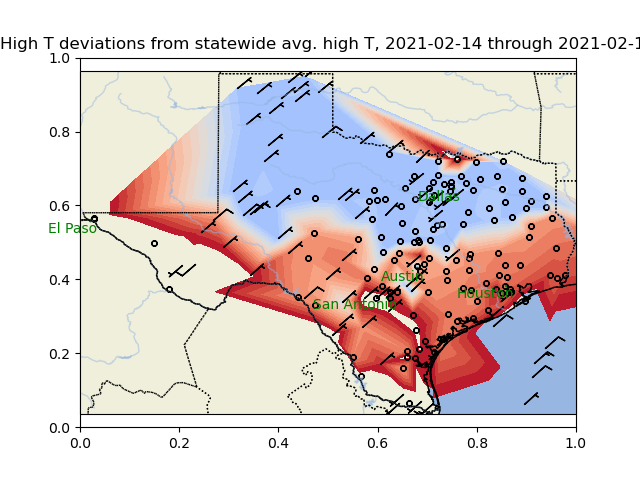 High T deviations from statewide avg. high T, 2021-02-14 through 2021-02-1
1.0
0.8
0.6
0.4
0.2
0.0
Dallas
El Paso
Austin
Houston
San Antonio
0.0 0.2 0.4 0.6 0.8 1.0